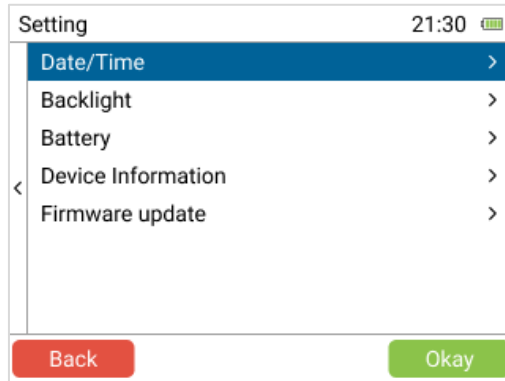 Setting 21:30
Date/Time >
Backlight >
Battery >
Device Information >
< 
Firmware update >
Back Okay